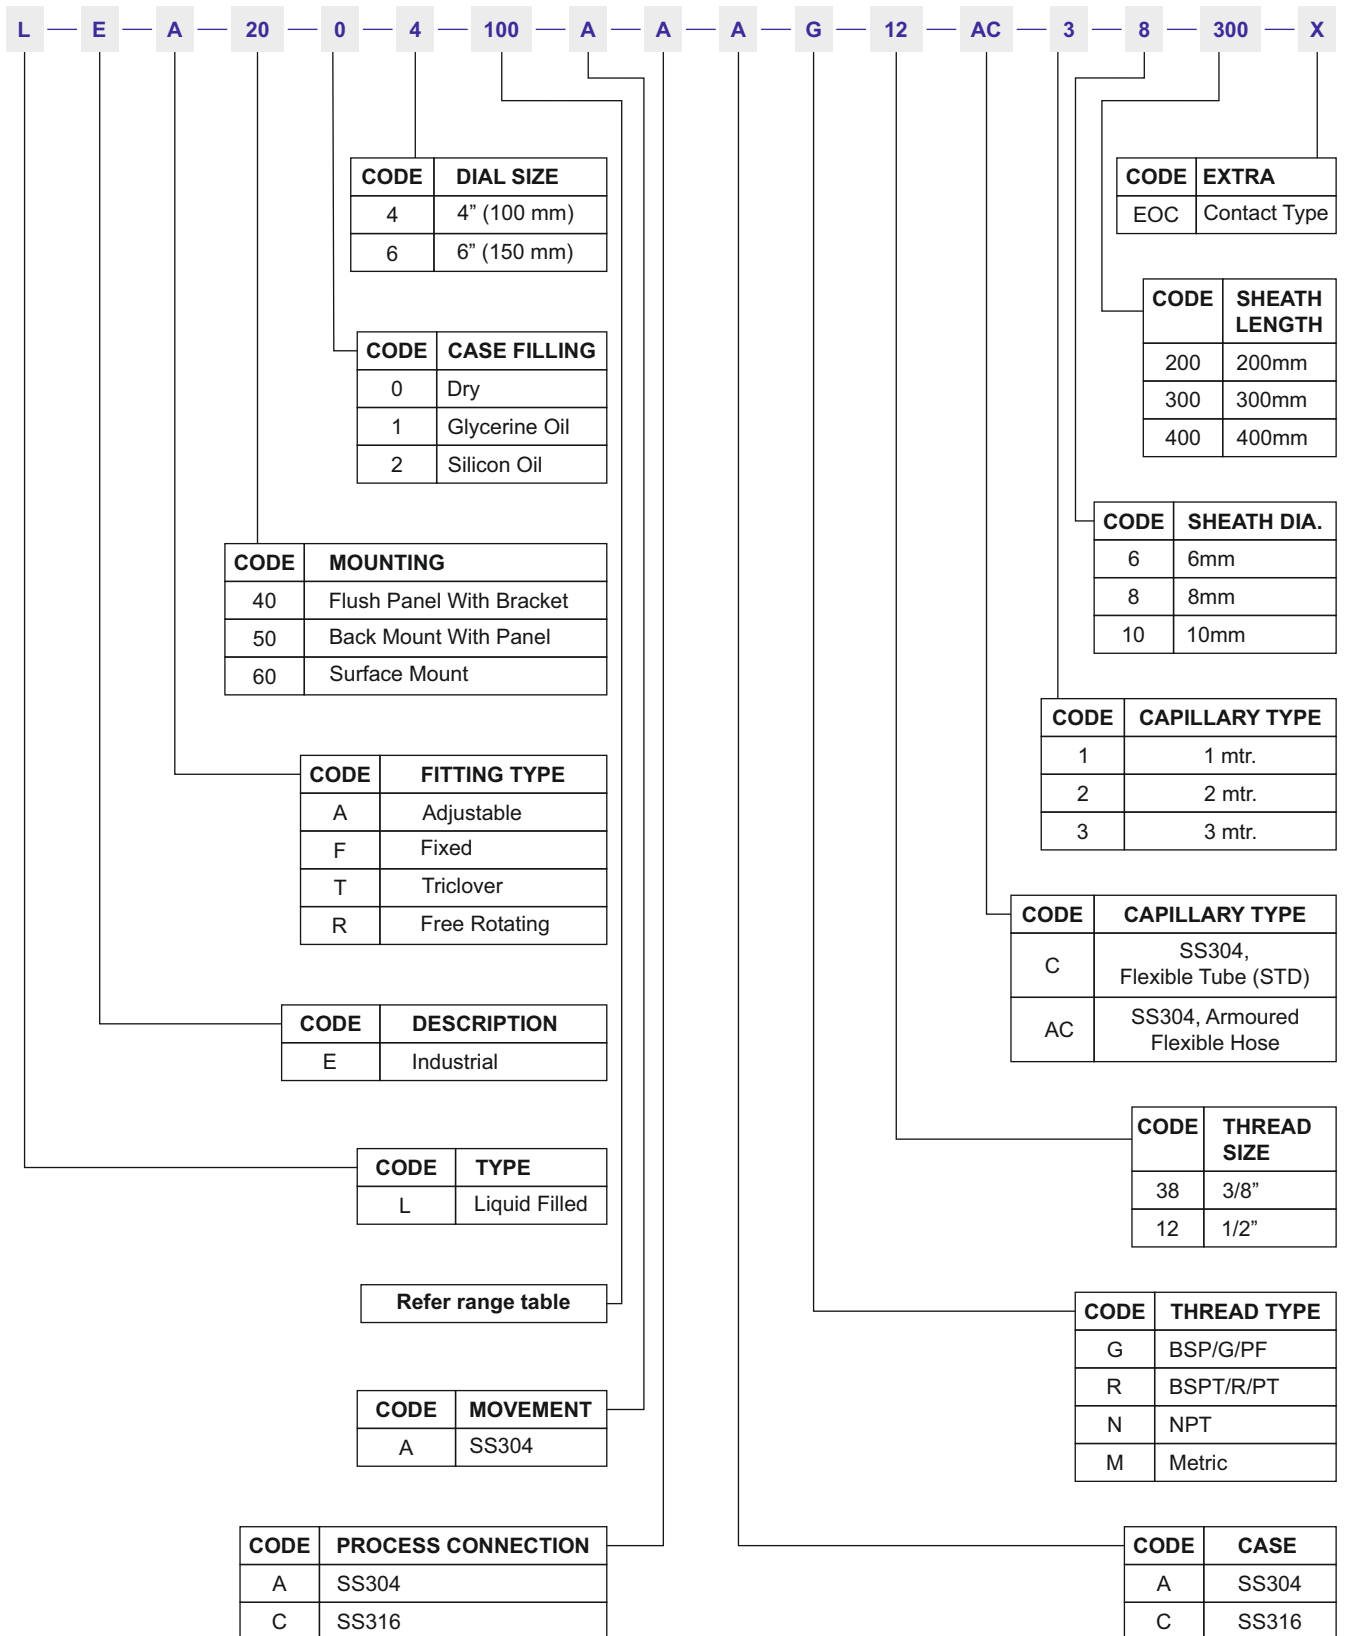 L — E — A — 20 — 0 — 4 — 100 — A — A — A — G — 12 — AC — 3 — 8 — 300 — X
CODE DIAL SIZE
4 4” (100 mm)
6 6” (150 mm)
CODE CASE FILLING
0 Dry
1 Glycerine Oil
2 Silicon Oil
CODE MOUNTING
40 Flush Panel With Bracket
50 Back Mount With Panel
60 Surface Mount
CODE FITTING TYPE
A Adjustable
F Fixed
T Triclover
R Free Rotating
CODE DESCRIPTION
E Industrial
CODE TYPE
L Liquid Filled
Refer range table
CODE MOVEMENT
A SS304
CODE PROCESS CONNECTION
A SS304
C SS316
CODE EXTRA
EOC Contact Type
CODE SHEATH
LENGTH
200 200mm
300 300mm
400 400mm
CODE SHEATH DIA.
6 6mm
8 8mm
10 10mm
CODE CAPILLARY TYPE
1 1 mtr.
2 2 mtr.
3 3 mtr.
CODE CAPILLARY TYPE
C SS304,
Flexible Tube (STD)
AC SS304, Armoured
Flexible Hose
CODE THREAD
SIZE
38 3/8”
12 1/2”
CODE THREAD TYPE
G BSP/G/PF
R BSPT/R/PT
N NPT
M Metric
CODE CASE
A SS304
C SS316